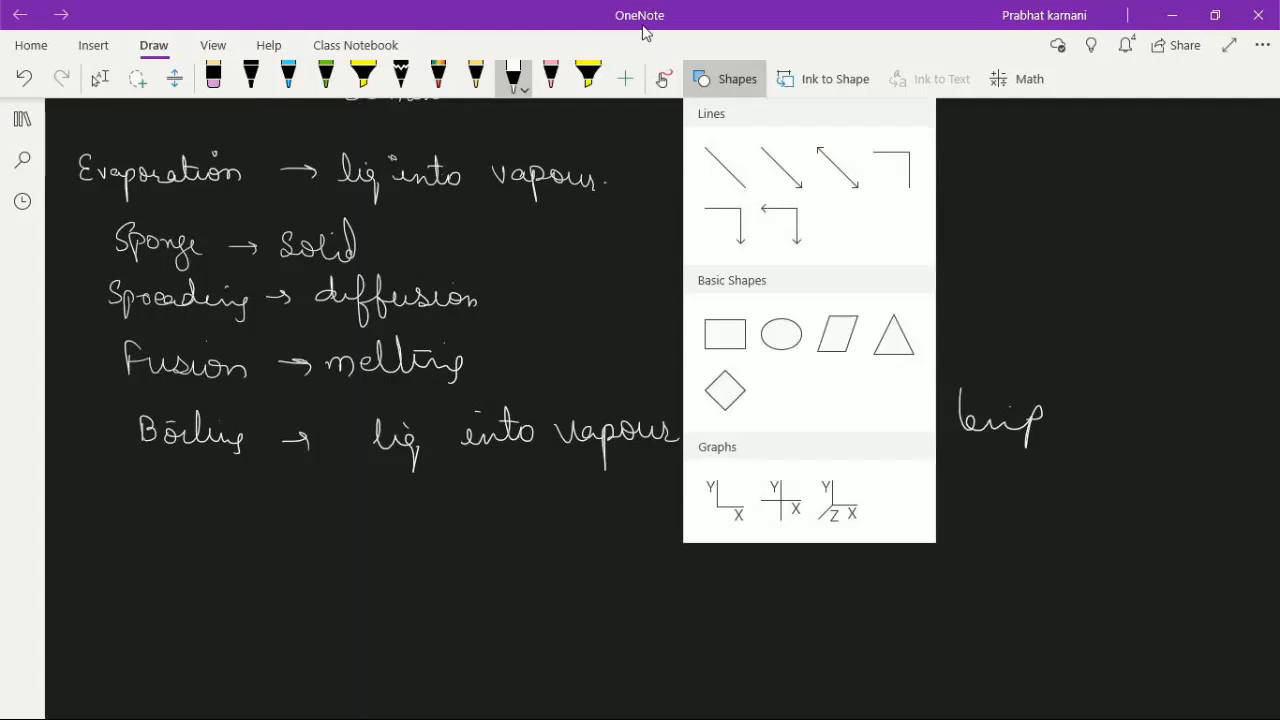 OneNote
Prabhat karnani
Home Insert Draw View Help Class Notebook
Share
Shapes Ink to Shape Ink to Text Math
Lines
Evaporation → liq into vapour.
Sponge → Solid
Spreading → diffusion
Basic Shapes
Fusion → melting
Boiling → liq into vapour
Graphs
Y X Y X Y Z X